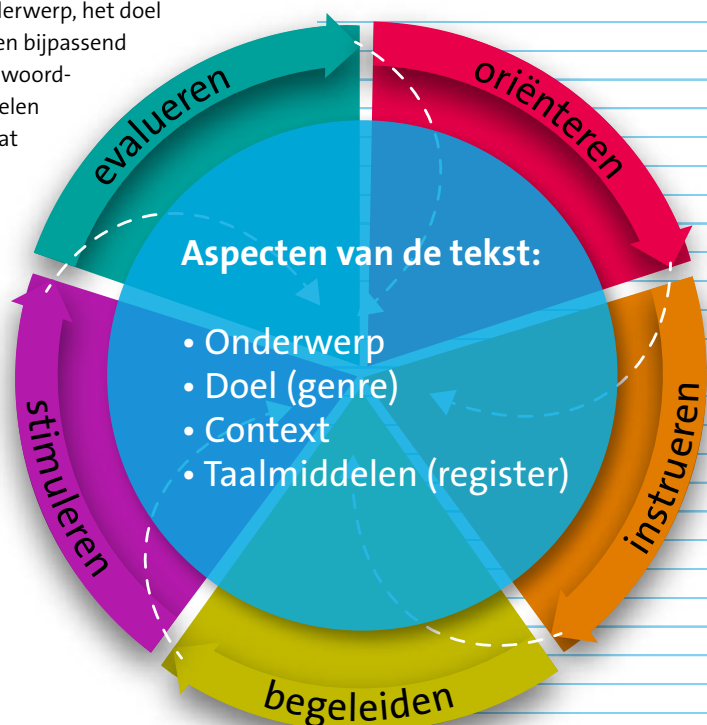 derwerp, het doel
en bijpassend
woord-
elen
at
evalueren
oriënteren
instrueren
begeleiden
stimuleren
Aspecten van de tekst:
• Onderwerp
• Doel (genre)
• Context
• Taalmiddelen (register)